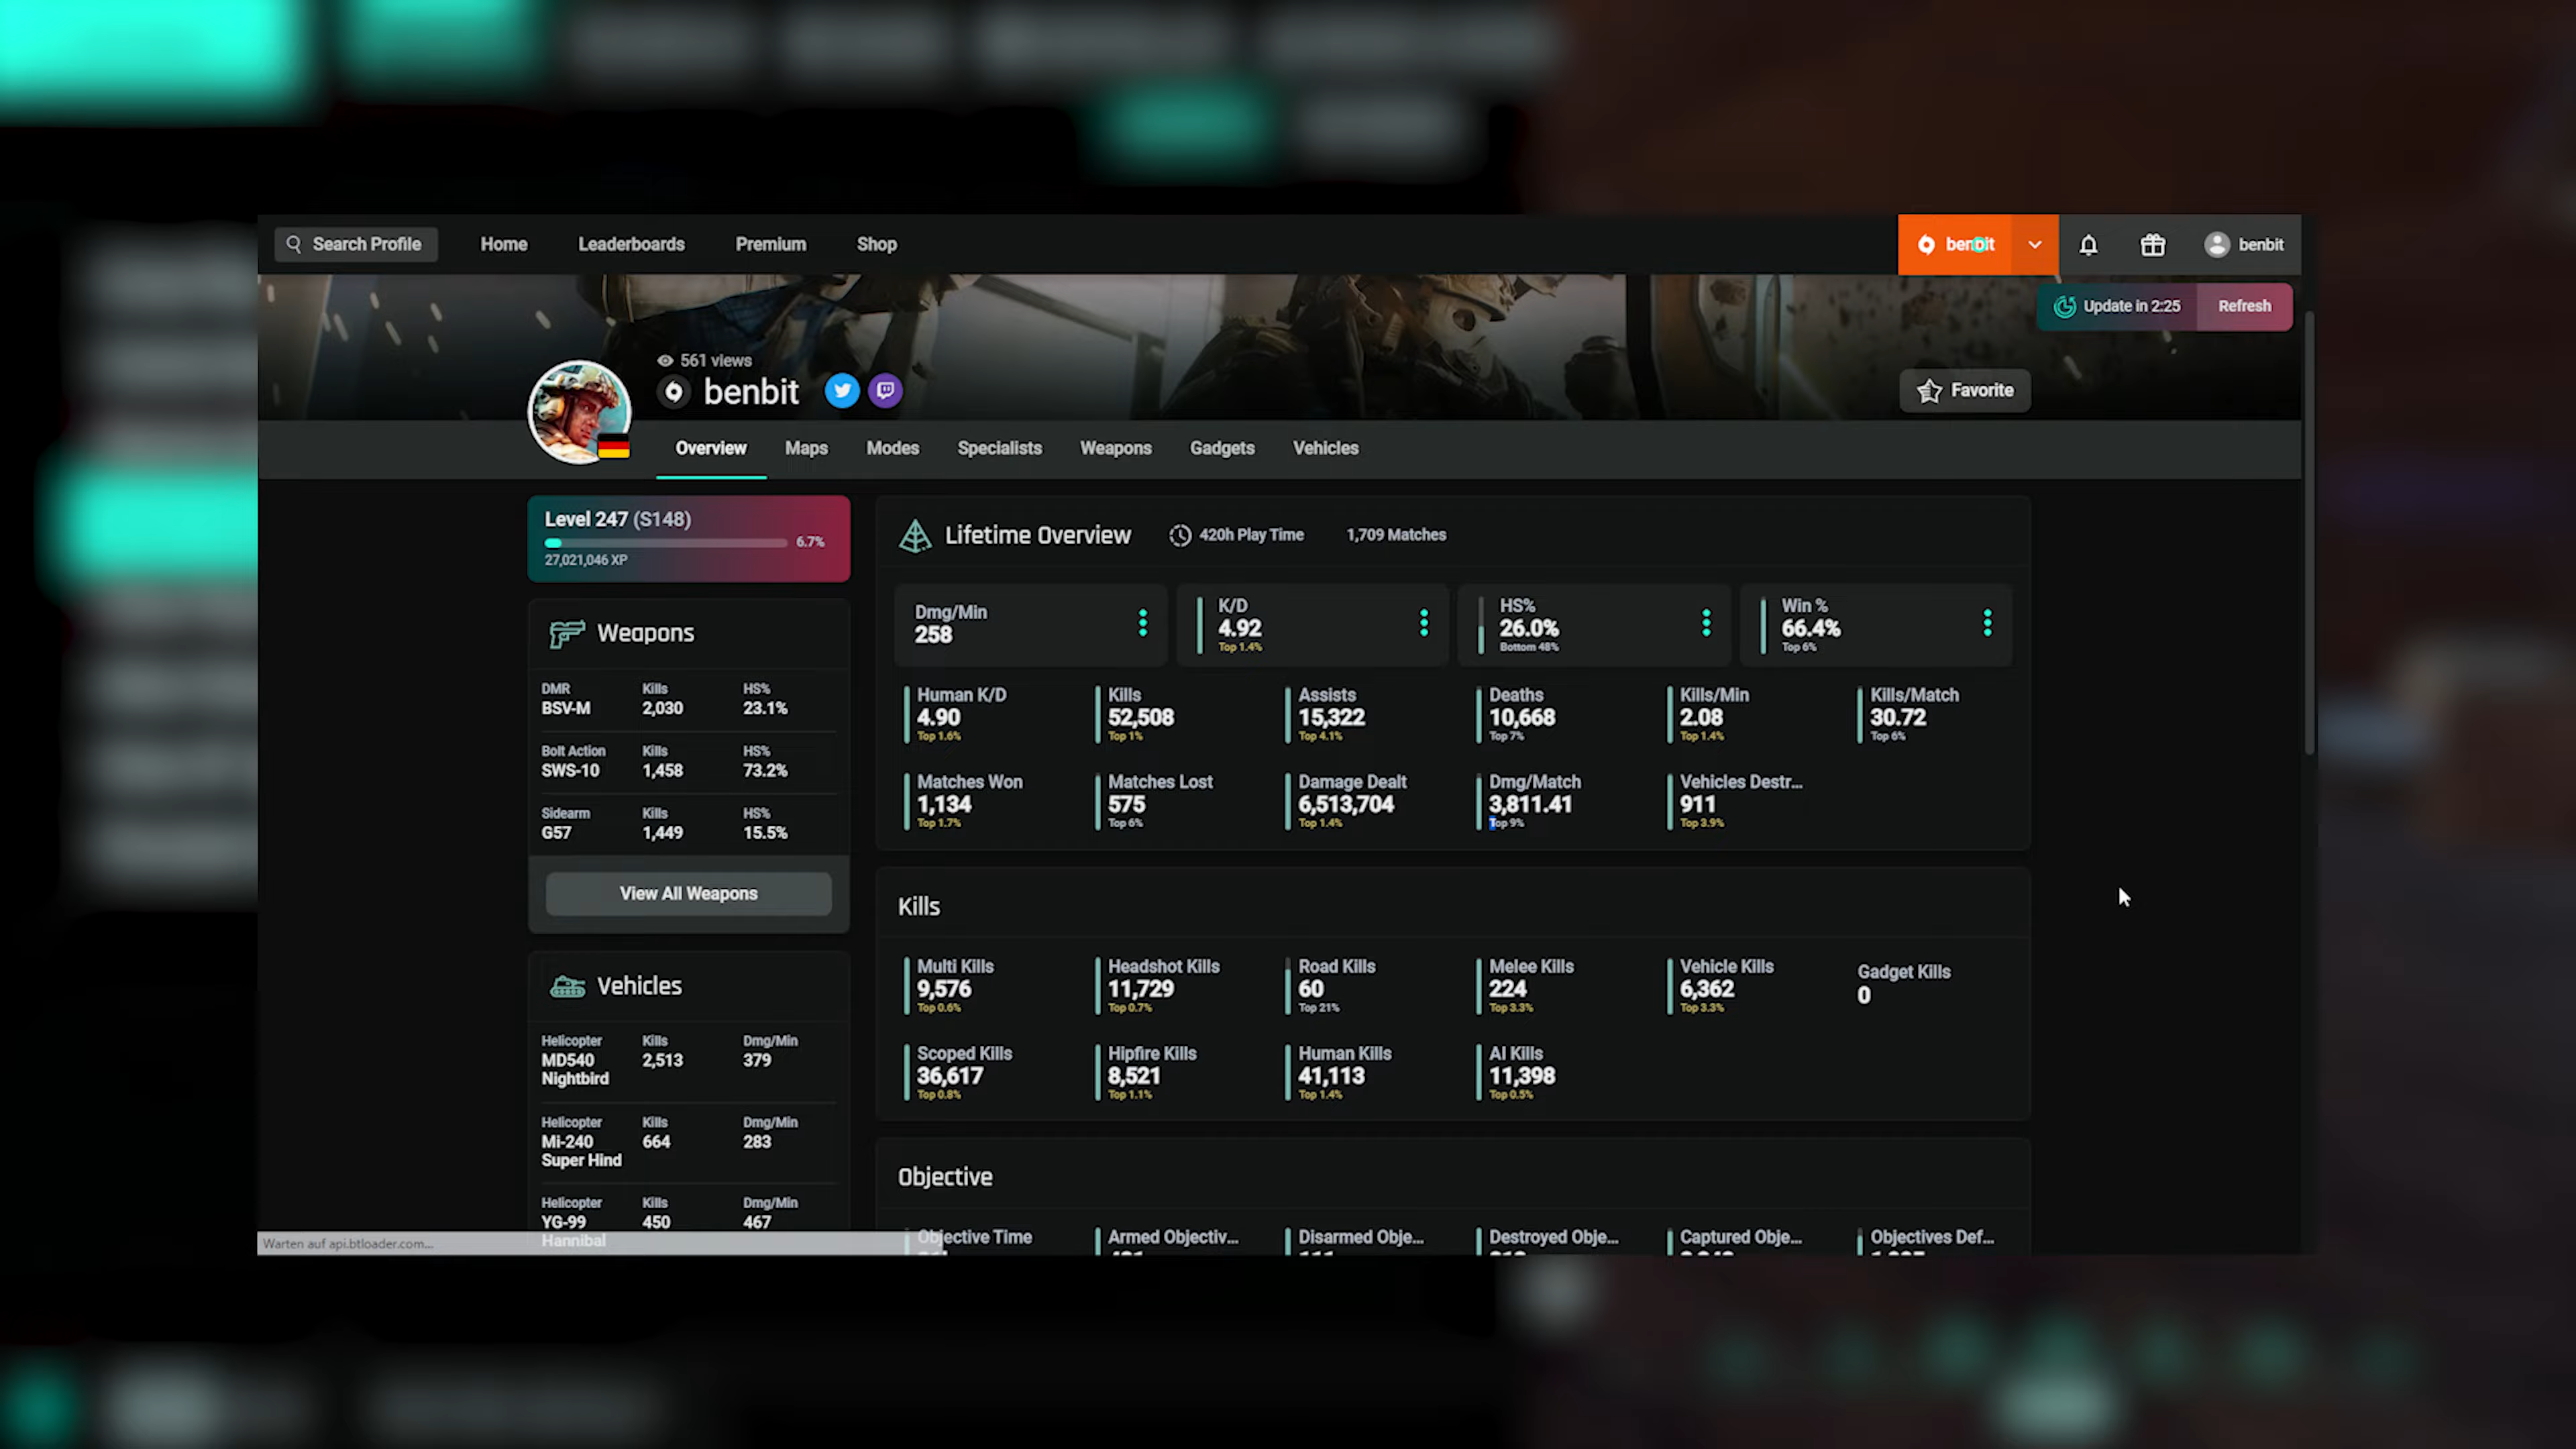 Search Profile Home Leaderboards Premium Shop
benbit benbit
Update in 2:25 Refresh
561 views
benbit
Favorite
Overview Maps Modes Specialists Weapons Gadgets Vehicles
Level 247 (S148)
6.7%
27,021,046 XP
Weapons
DMR Kills HS%
BSV-M 2,030 23.1%
Bolt Action Kills HS%
SWS-10 1,458 73.2%
Sidearm Kills HS%
G57 1,449 15.5%
View All Weapons
Vehicles
Helicopter Kills Dmg/Min
MD540 2,513 379
Nightbird
Helicopter Kills Dmg/Min
Mi-240 664 283
Super Hind
Helicopter Kills Dmg/Min
YG-99 450 467
Hannibal
Warten auf api.btloader.com...
Lifetime Overview 420h Play Time 1,709 Matches
Dmg/Min K/D HS% Win %
258 4.92 26.0% 66.4%
Top 1.4% Bottom 48% Top 6%
Human K/D Kills Assists Deaths Kills/Min Kills/Match
4.90 52,508 15,322 10,668 2.08 30.72
Top 1.6% Top 1% Top 4.1% Top 7% Top 1.4% Top 6%
Matches Won Matches Lost Damage Dealt Dmg/Match Vehicles Destr...
1,134 575 6,513,704 3,811.41 911
Top 1.7% Top 6% Top 1.4% Top 9% Top 3.9%
Kills
Multi Kills Headshot Kills Road Kills Melee Kills Vehicle Kills Gadget Kills
9,576 11,729 60 224 6,362 0
Top 0.6% Top 0.7% Top 21% Top 3.3% Top 3.3%
Scoped Kills Hipfire Kills Human Kills AI Kills
36,617 8,521 41,113 11,398
Top 0.8% Top 1.1% Top 1.4% Top 0.5%
Objective
Objective Time Armed Objectiv... Disarmed Obje... Destroyed Obje... Captured Obje... Objectives Def...